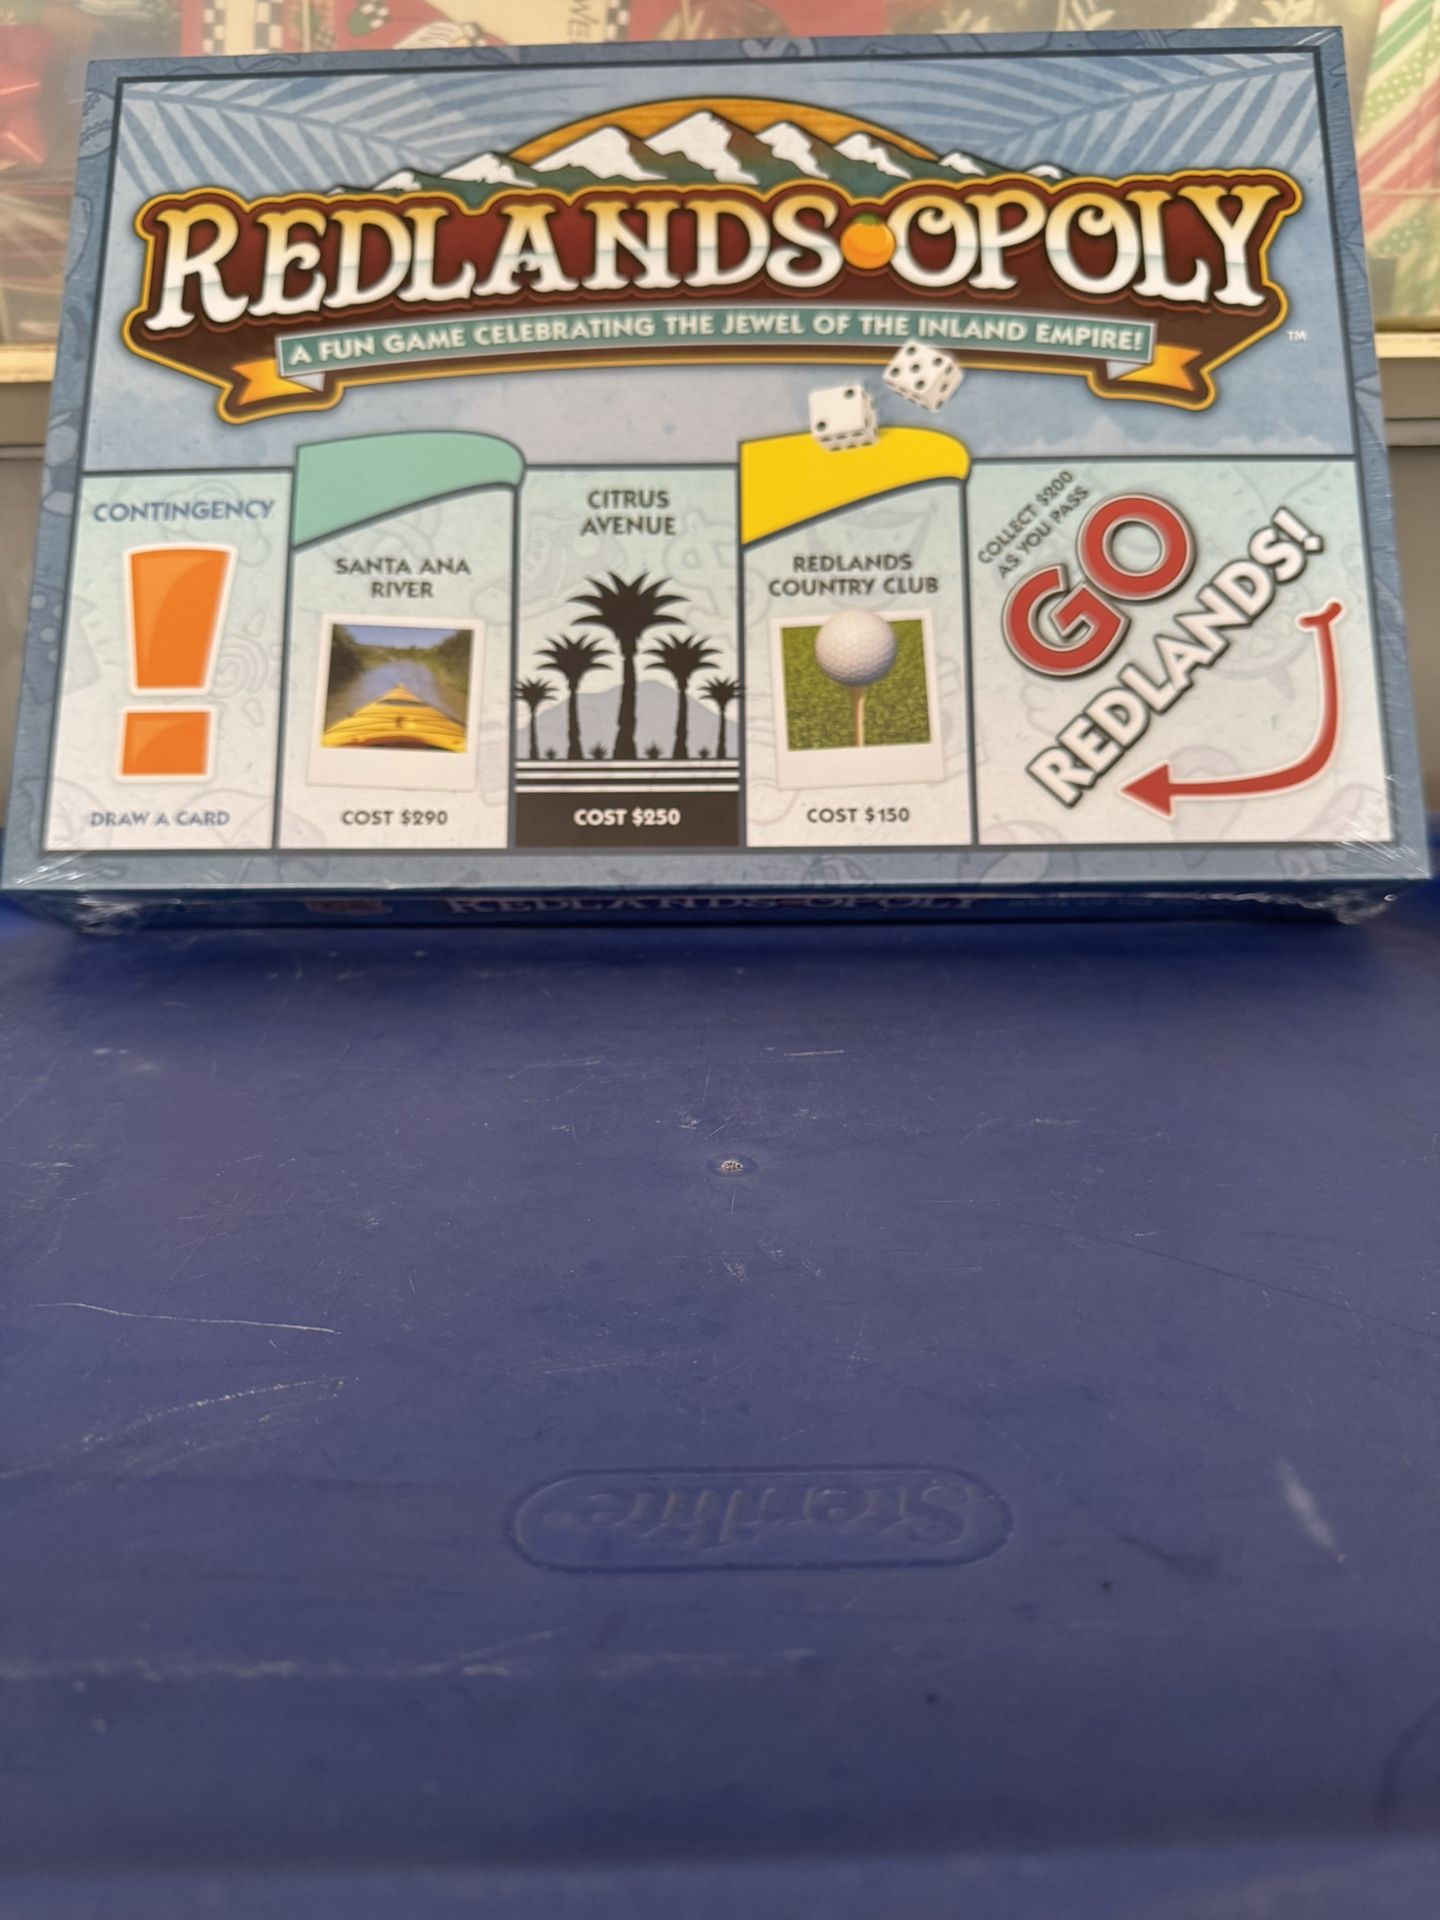 REDLANDS OPOLY
A FUN GAME CELEBRATING THE JEWEL OF THE INLAND EMPIRE!
TM
CONTINGENCY
DRAW A CARD
SANTA ANA
RIVER
COST $290
CITRUS
AVENUE
COST $250
REDLANDS
COUNTRY CLUB
COST $150
COLLECT $200
AS YOU PASS
GO
REDLANDS!
REDLANDS OPOLY
Sterilite